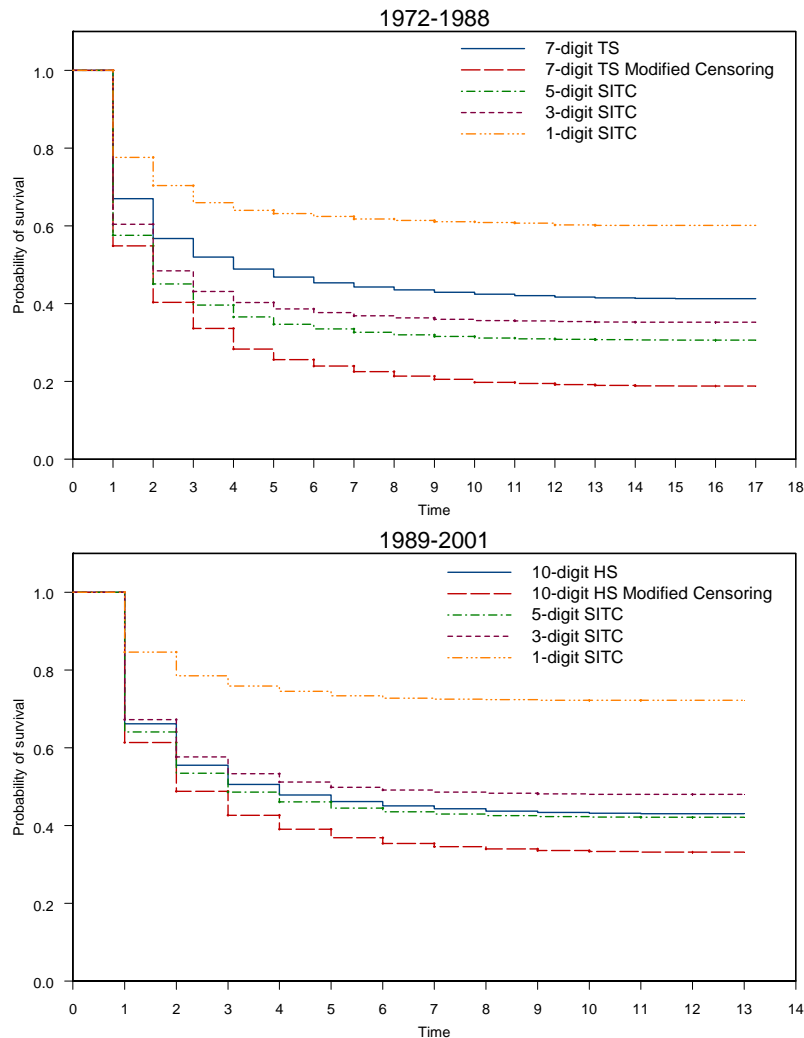 1972-1988
7-digit TS
7-digit TS Modified Censoring
5-digit SITC
3-digit SITC
1-digit SITC
Probability of survival
1.0
0.8
0.6
0.4
0.2
0.0
0 1 2 3 4 5 6 7 8 9 10 11 12 13 14 15 16 17 18
Time
1989-2001
10-digit HS
10-digit HS Modified Censoring
5-digit SITC
3-digit SITC
1-digit SITC
Probability of survival
1.0
0.8
0.6
0.4
0.2
0.0
0 1 2 3 4 5 6 7 8 9 10 11 12 13 14
Time